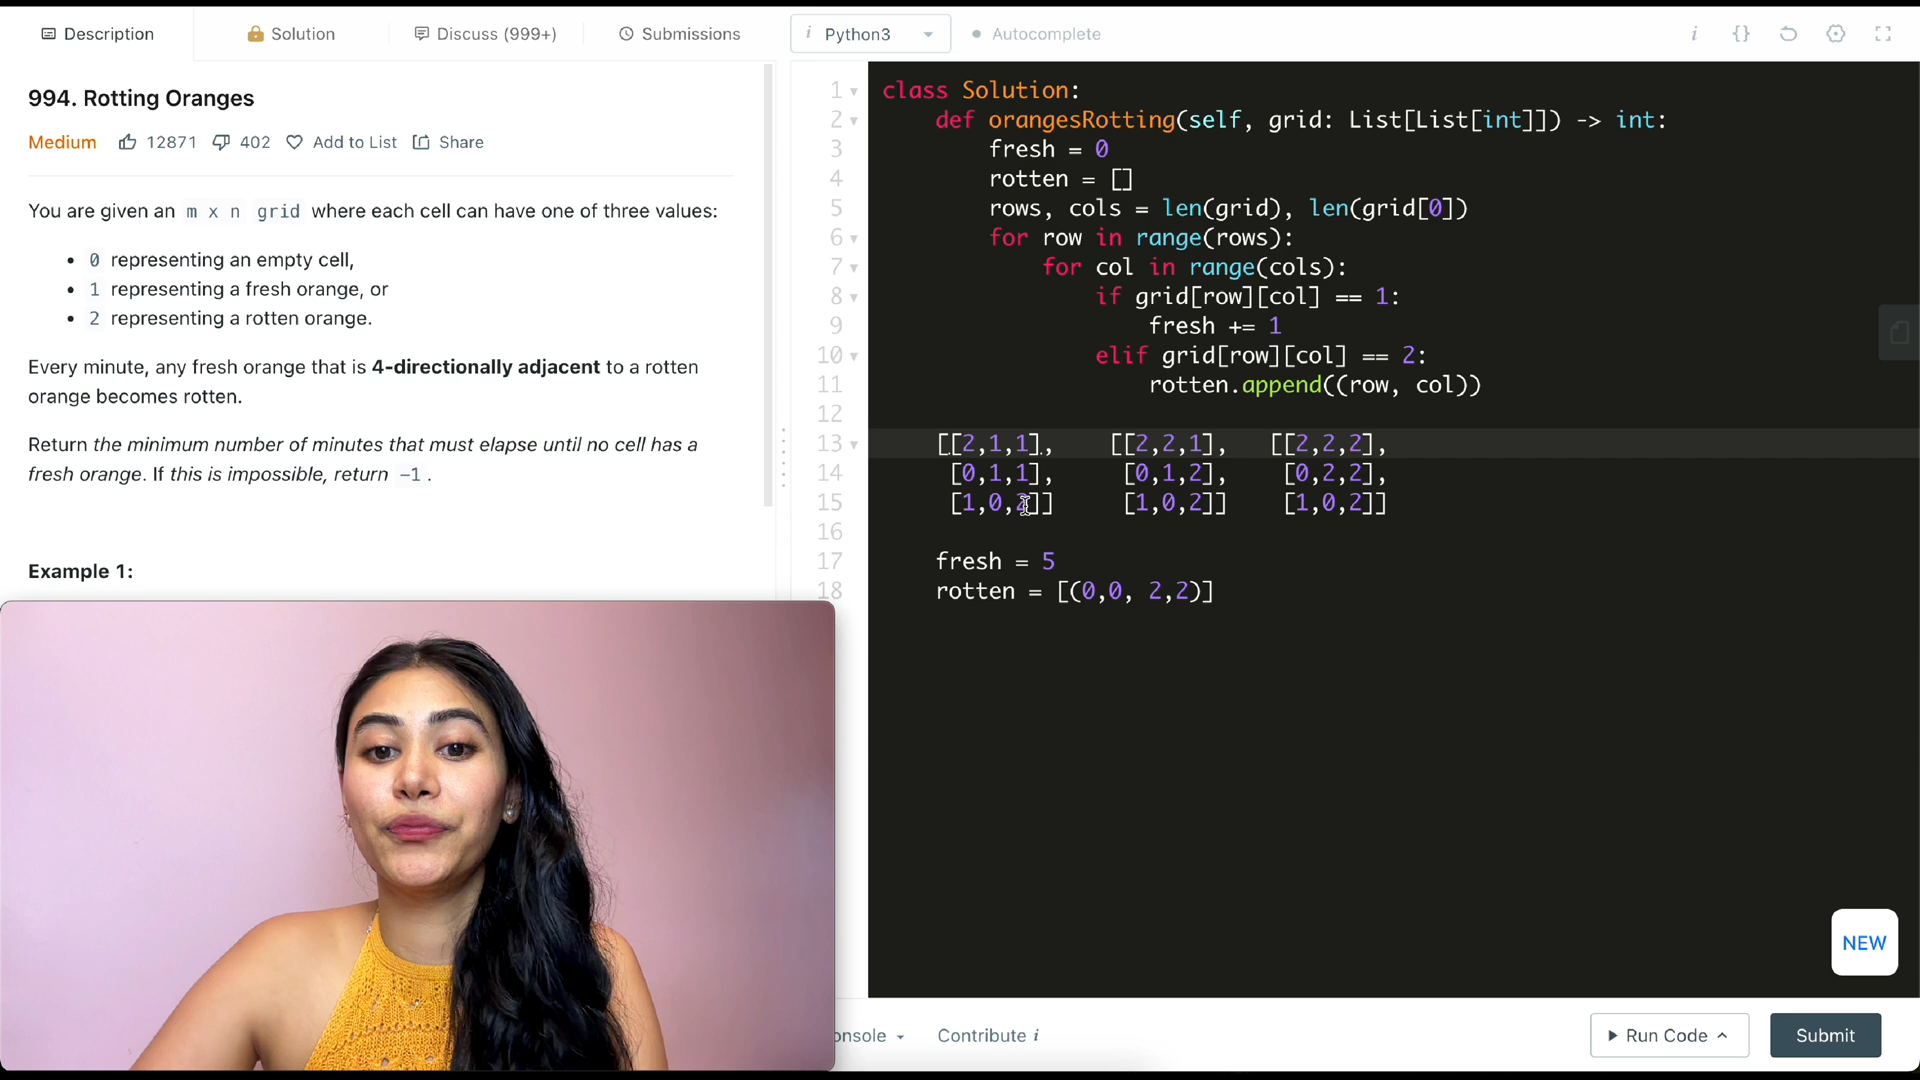 Description
Solution
Discuss (999+)
Submissions
i Python3
Autocomplete
i {}
994. Rotting Oranges
Medium 12871 402 Add to List Share
You are given an m x n grid where each cell can have one of three values:
• 0 representing an empty cell,
• 1 representing a fresh orange, or
• 2 representing a rotten orange.
Every minute, any fresh orange that is 4-directionally adjacent to a rotten
orange becomes rotten.
Return the minimum number of minutes that must elapse until no cell has a
fresh orange. If this is impossible, return -1.
Example 1:
1 class Solution:
2 def orangesRotting(self, grid: List[List[int]]) -> int:
3 fresh = 0
4 rotten = []
5 rows, cols = len(grid), len(grid[0])
6 for row in range(rows):
7 for col in range(cols):
8 if grid[row][col] == 1:
9 fresh += 1
10 elif grid[row][col] == 2:
11 rotten.append((row, col))
12
13 [[2,1,1], [[2,2,1], [[2,2,2],
14 [0,1,1], [0,1,2], [0,2,2],
15 [1,0,2]] [1,0,2]] [1,0,2]]
16
17 fresh = 5
18 rotten = [(0,0, 2,2)]
NEW
onsole
Contribute i
Run Code
Submit